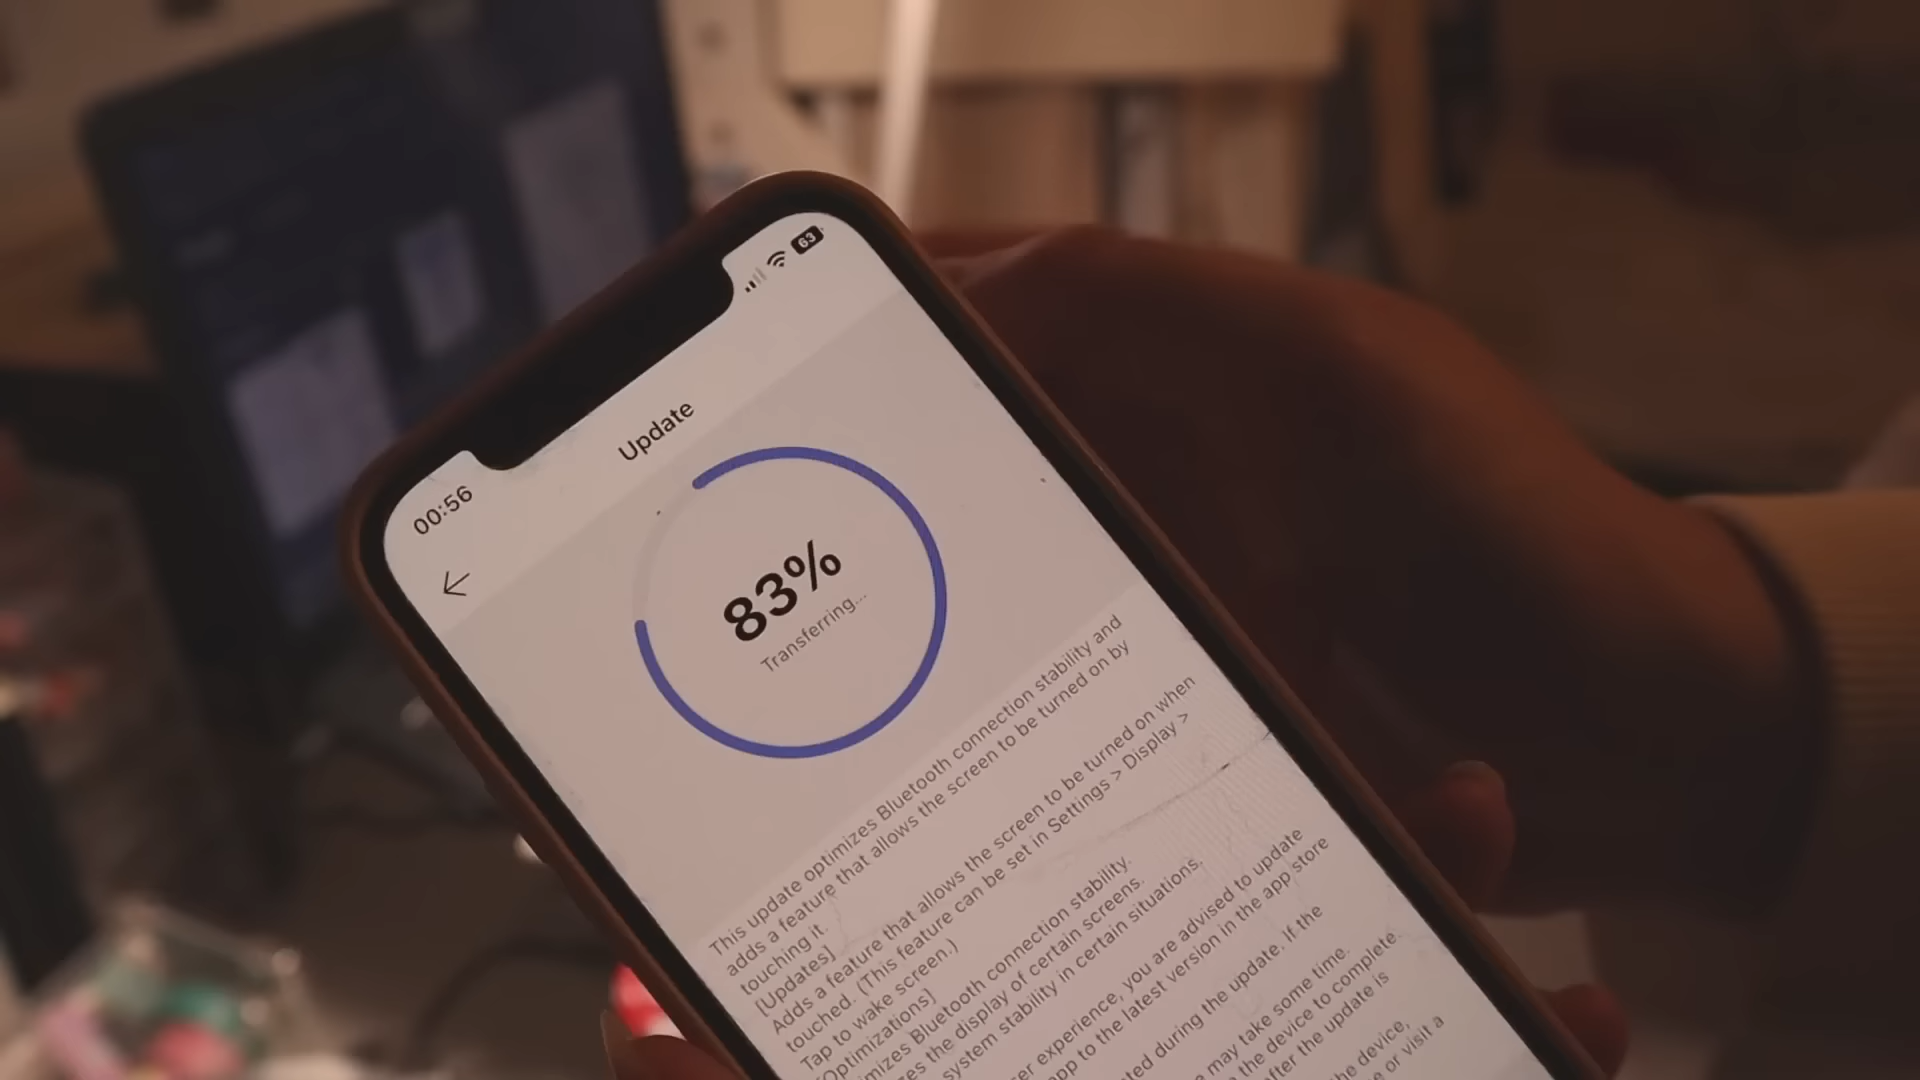 00:56
63
Update
83%
Transferring...
This update optimizes Bluetooth connection stability and
adds a feature that allows the screen to be turned on by
touching it.
[Updates]
Adds a feature that allows the screen to be turned on when
touched. (This feature can be set in Settings > Display >
Tap to wake screen.)
[Optimizations]
imizes Bluetooth connection stability.
zes the display of certain screens.
system stability in certain situations.
er experience, you are advised to update
app to the latest version in the app store
ted during the update. If the
may take some time.
the device to complete.
after the update is
he device,
e or visit a